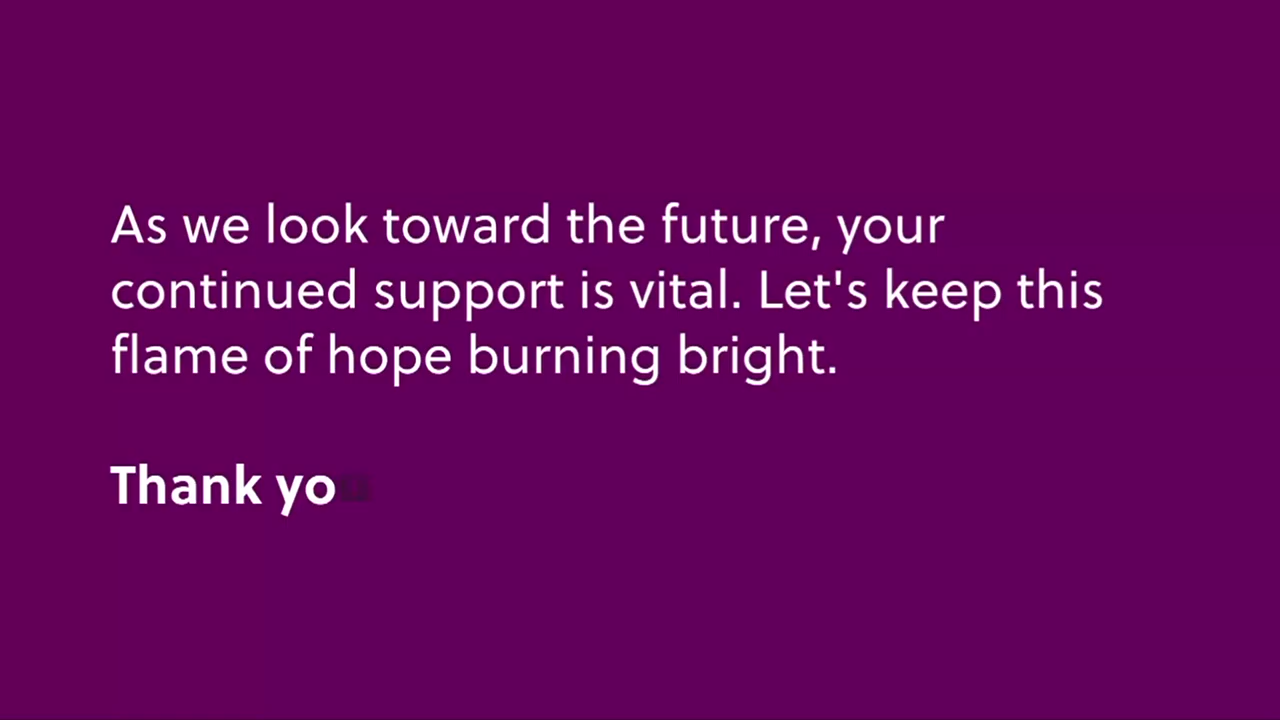 As we look toward the future, your
continued support is vital. Let's keep this
flame of hope burning bright.
Thank yo